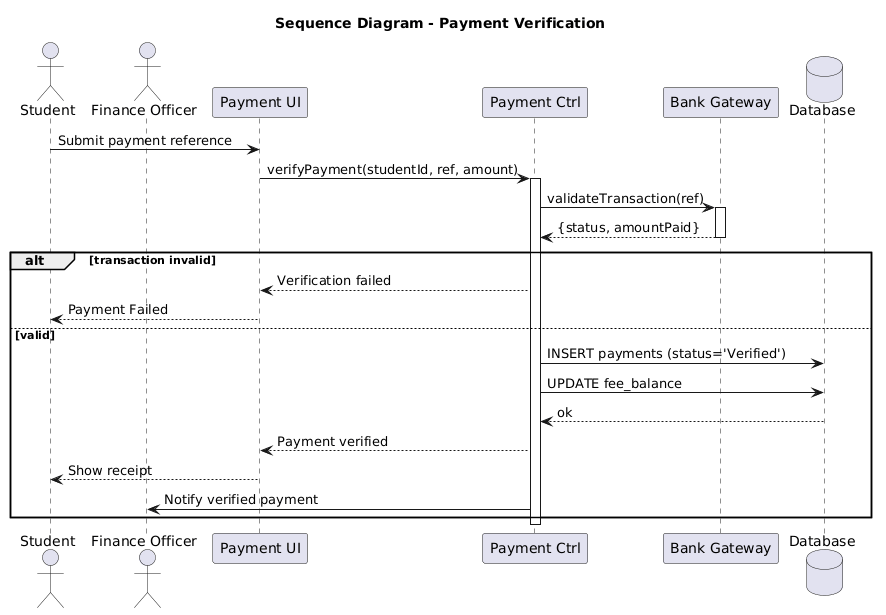 Sequence Diagram - Payment Verification
Student
Finance Officer
Payment UI
Payment Ctrl
Bank Gateway
Database
Submit payment reference
verifyPayment(studentId, ref, amount)
validateTransaction(ref)
{status, amountPaid}
alt
[transaction invalid]
Verification failed
Payment Failed
[valid]
INSERT payments (status='Verified')
UPDATE fee_balance
ok
Payment verified
Show receipt
Notify verified payment
Student
Finance Officer
Payment UI
Payment Ctrl
Bank Gateway
Database